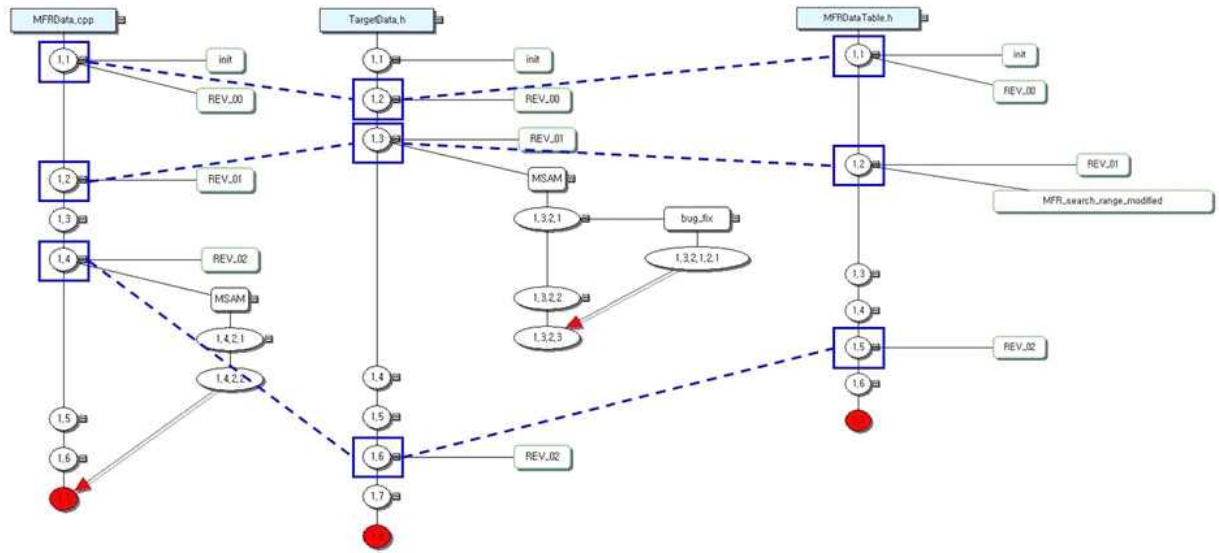 MFRData.cpp
1,1
init
REV_00
1,2
REV_01
1,3
1,4
REV_02
MSAM
1,4,2,1
1,4,2,2
1,5
1,6
TargetData.h
1,1
init
1,2
REV_00
1,3
REV_01
MSAM
1,3,2,1
bug_fix
1,3,2,1,2,1
1,3,2,2
1,3,2,3
1,4
1,5
1,6
REV_02
1,7
MFRDataTable.h
1,1
init
REV_00
1,2
REV_01
MFR_search_range_modified
1,3
1,4
1,5
REV_02
1,6